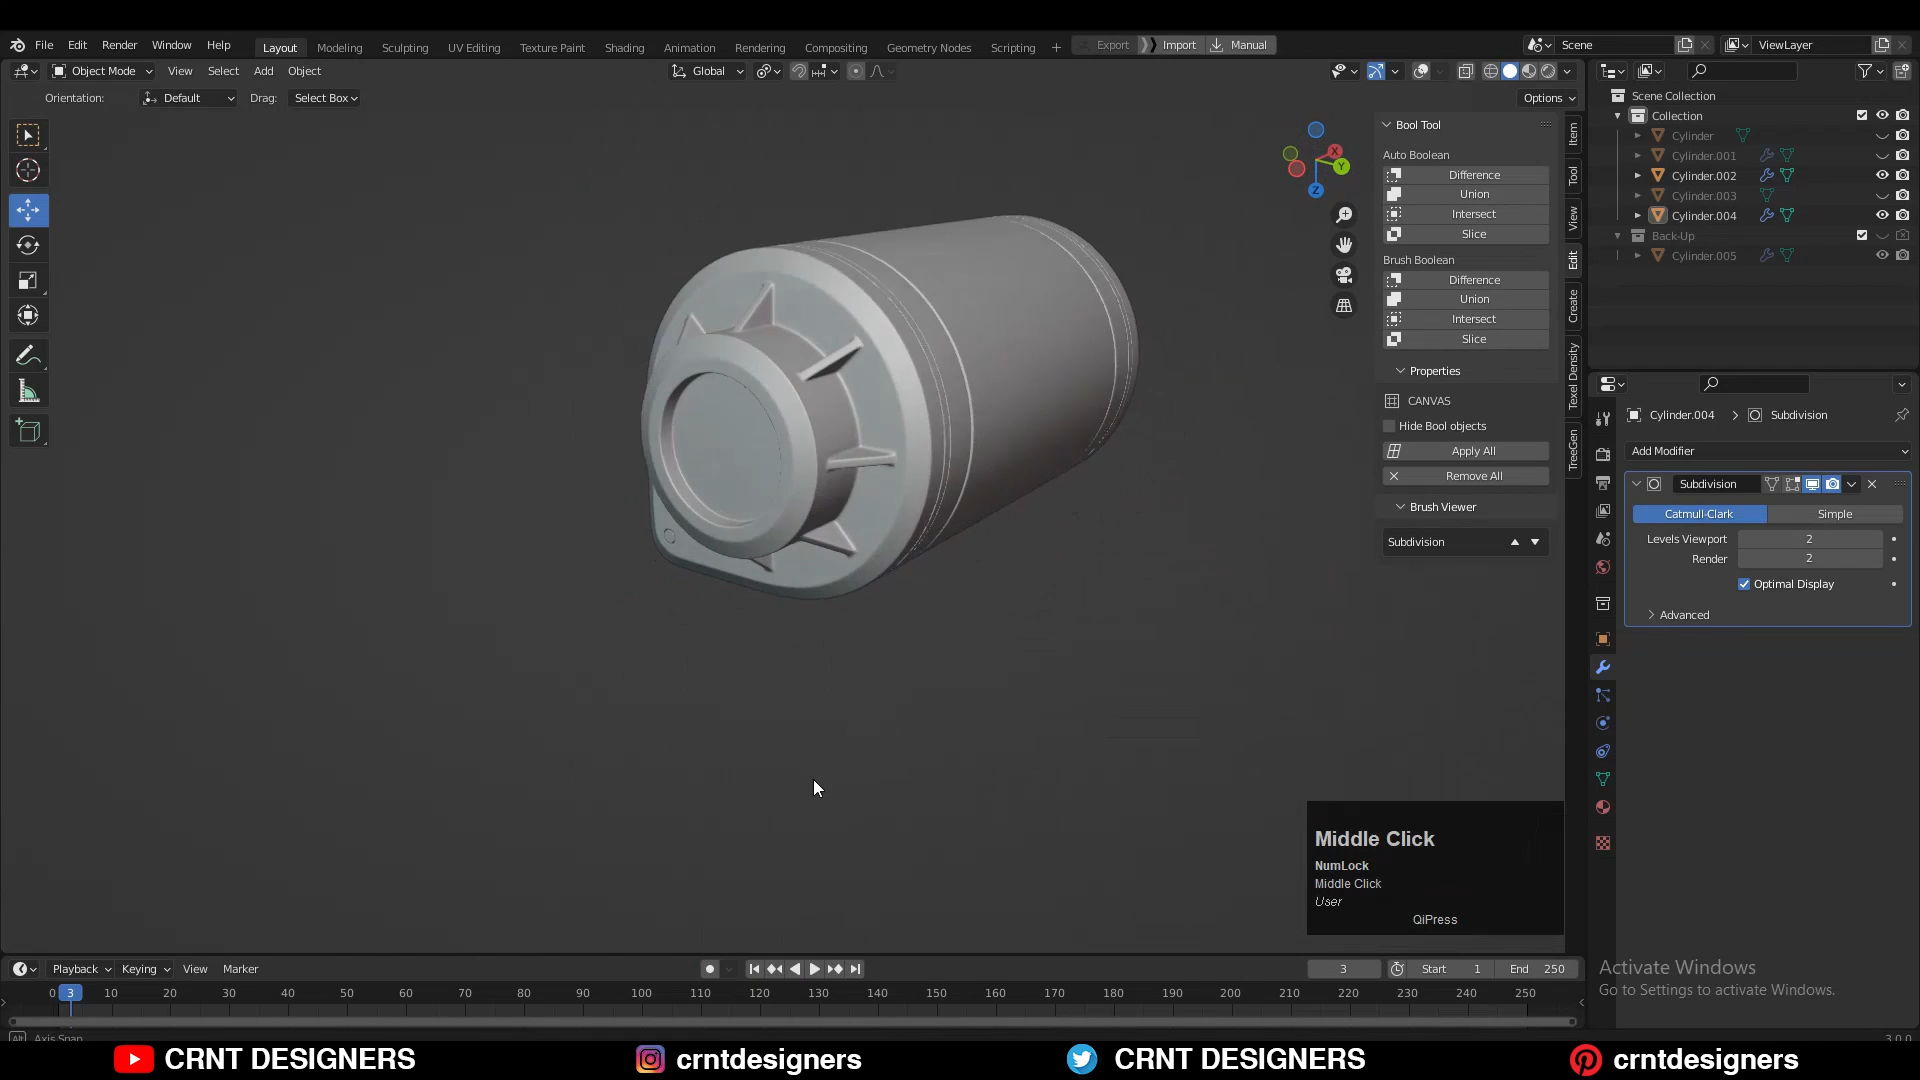 File Edit Render Window Help Layout Modeling Sculpting UV Editing Texture Paint Shading Animation Rendering Compositing Geometry Nodes Scripting + Export Import Manual Scene ViewLayer
Object Mode View Select Add Object Global
Orientation: Default Drag: Select Box Options
Scene Collection
Collection
Cylinder
Cylinder.001
Cylinder.002
Cylinder.003
Cylinder.004
Back-Up
Cylinder.005
X
Y
Z
Bool Tool
Auto Boolean
Difference
Union
Intersect
Slice
Brush Boolean
Difference
Union
Intersect
Slice
Properties
CANVAS
Hide Bool objects
Apply All
Remove All
Brush Viewer
Subdivision
Item
Tool
View
Edit
Create
Texel Density
TreeGen
Cylinder.004 > Subdivision
Add Modifier
Subdivision
Catmull-Clark Simple
Levels Viewport 2
Render 2
Optimal Display
Advanced
Middle Click
NumLock
Middle Click
User
QiPress
Activate Windows
Go to Settings to activate Windows.
Playback Keying View Marker 3 Start 1 End 250
0 3 10 20 30 40 50 60 70 80 90 100 110 120 130 140 150 160 170 180 190 200 210 220 230 240 250
Alt Axis Snap 3.0.0
CRNT DESIGNERS crntdesigners CRNT DESIGNERS crntdesigners